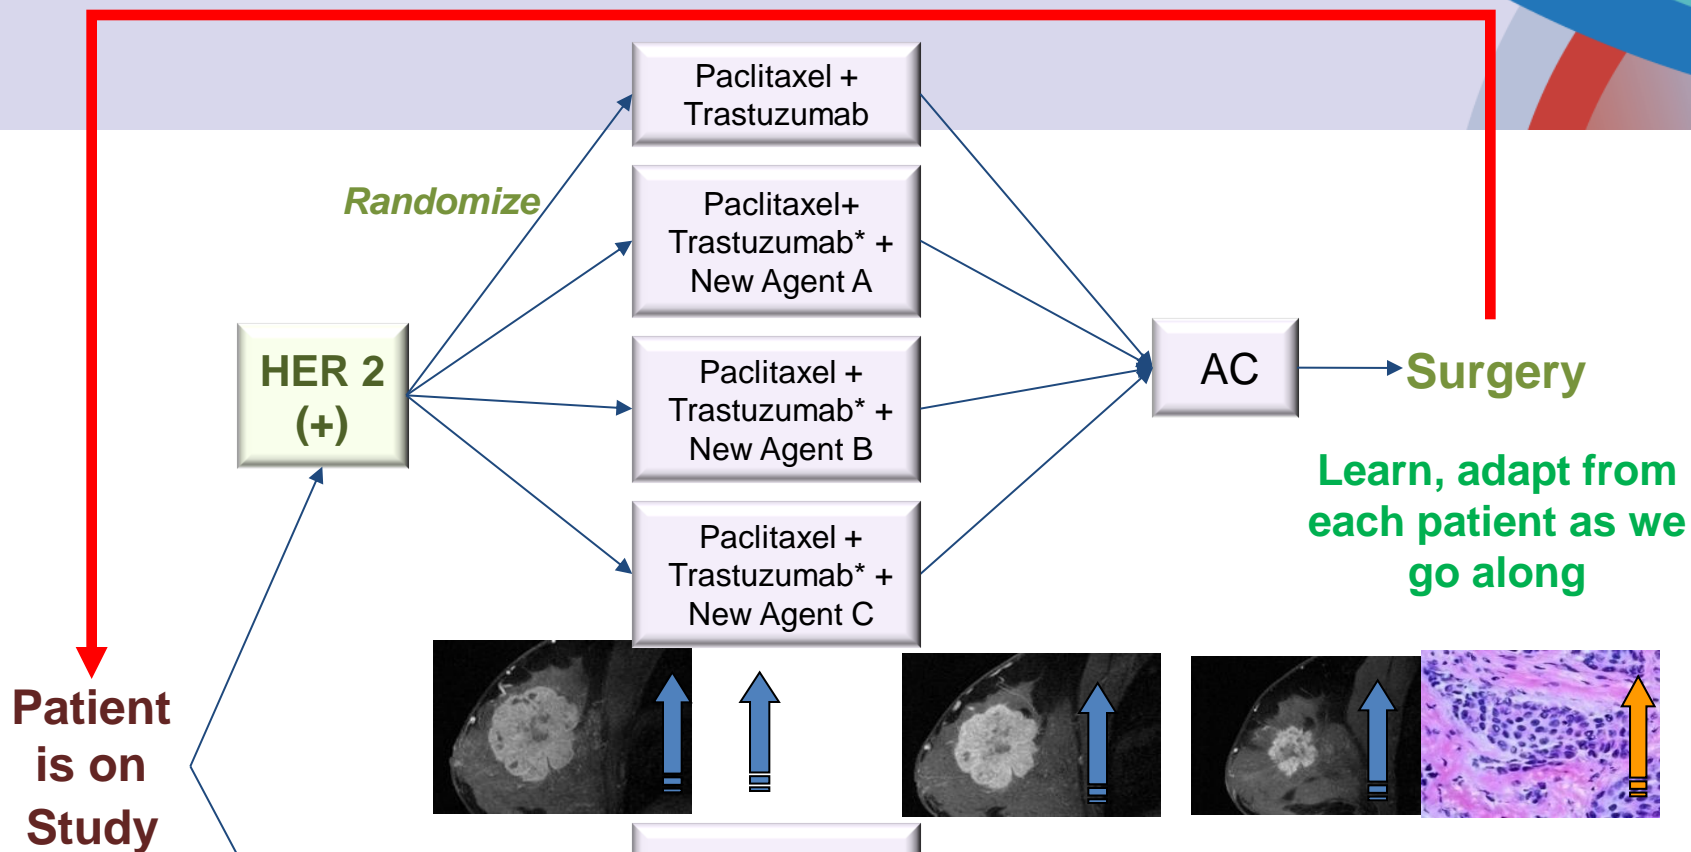 Paclitaxel +
Trastuzumab
Randomize
Paclitaxel+
Trastuzumab* +
New Agent A
HER 2
(+)
Paclitaxel +
Trastuzumab* +
New Agent B
AC
Surgery
Learn, adapt from
each patient as we
go along
Paclitaxel +
Trastuzumab* +
New Agent C
Patient
is on
Study